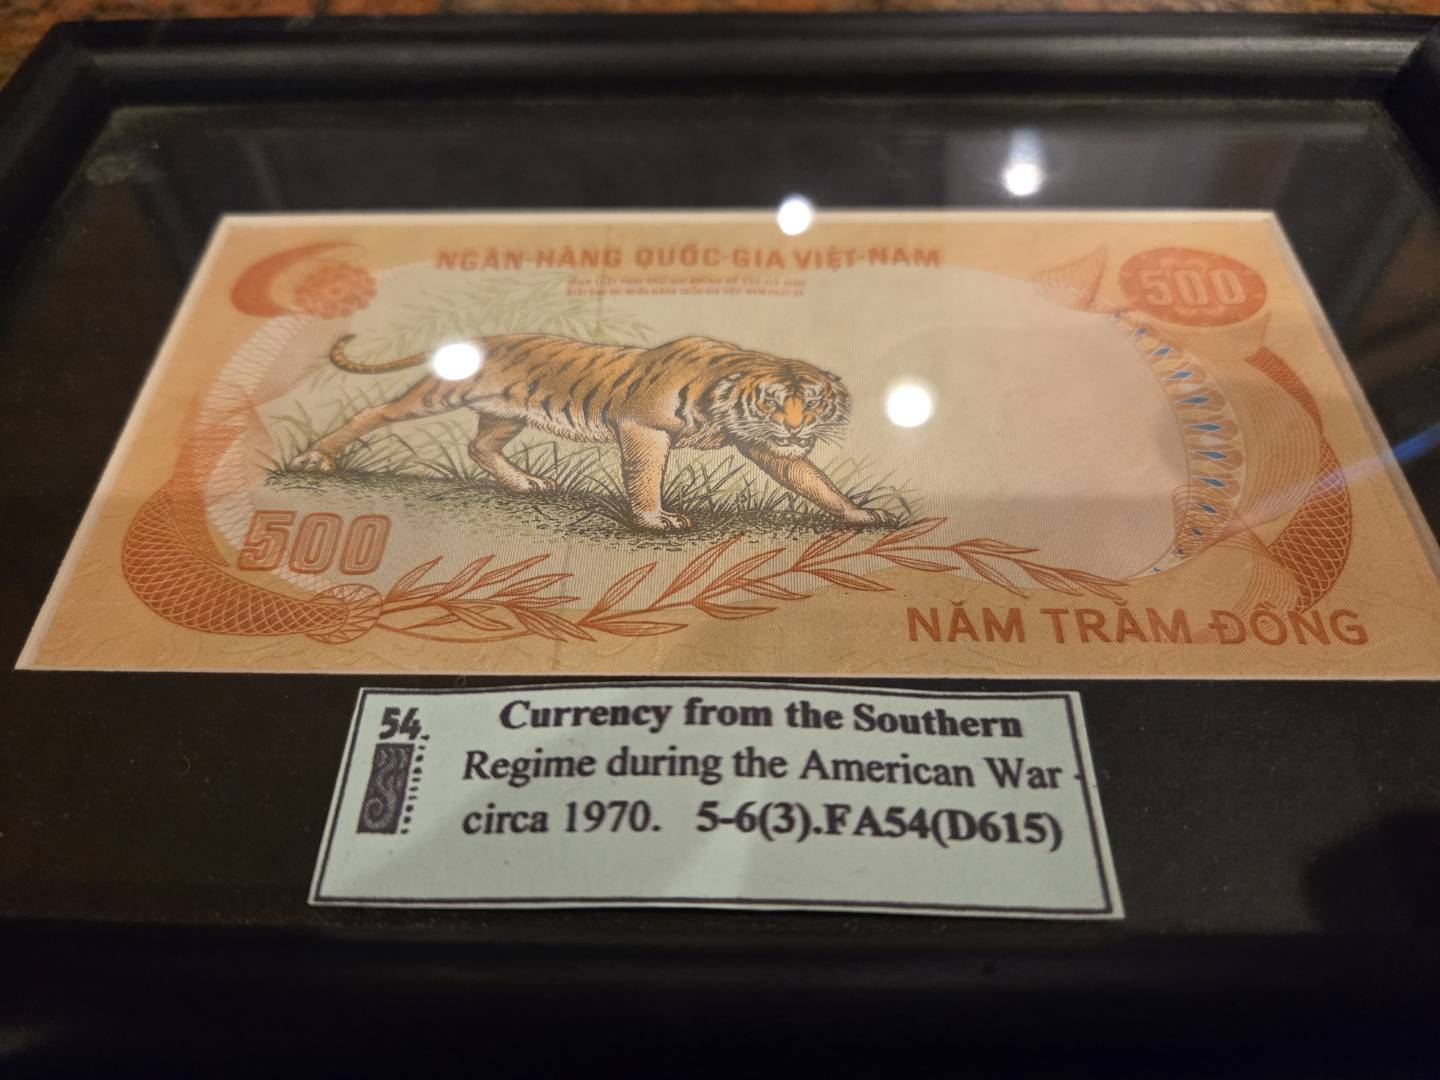 NGÂN-HÀNG QUỐC-GIA VIỆT-NAM
500
500
NĂM TRĂM ĐỒNG
54
Currency from the Southern
Regime during the American War
circa 1970. 5-6(3).FA54(D615)